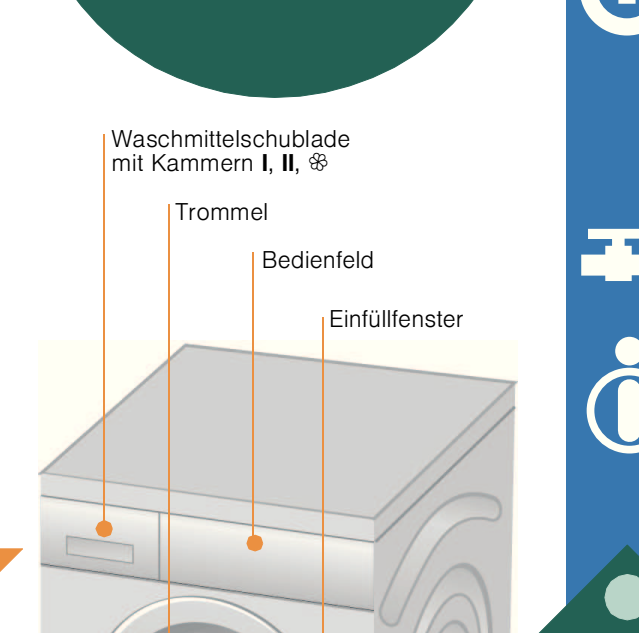 Waschmittelschublade
mit Kammern I, II, ❀
Trommel
Bedienfeld
Einfüllfenster